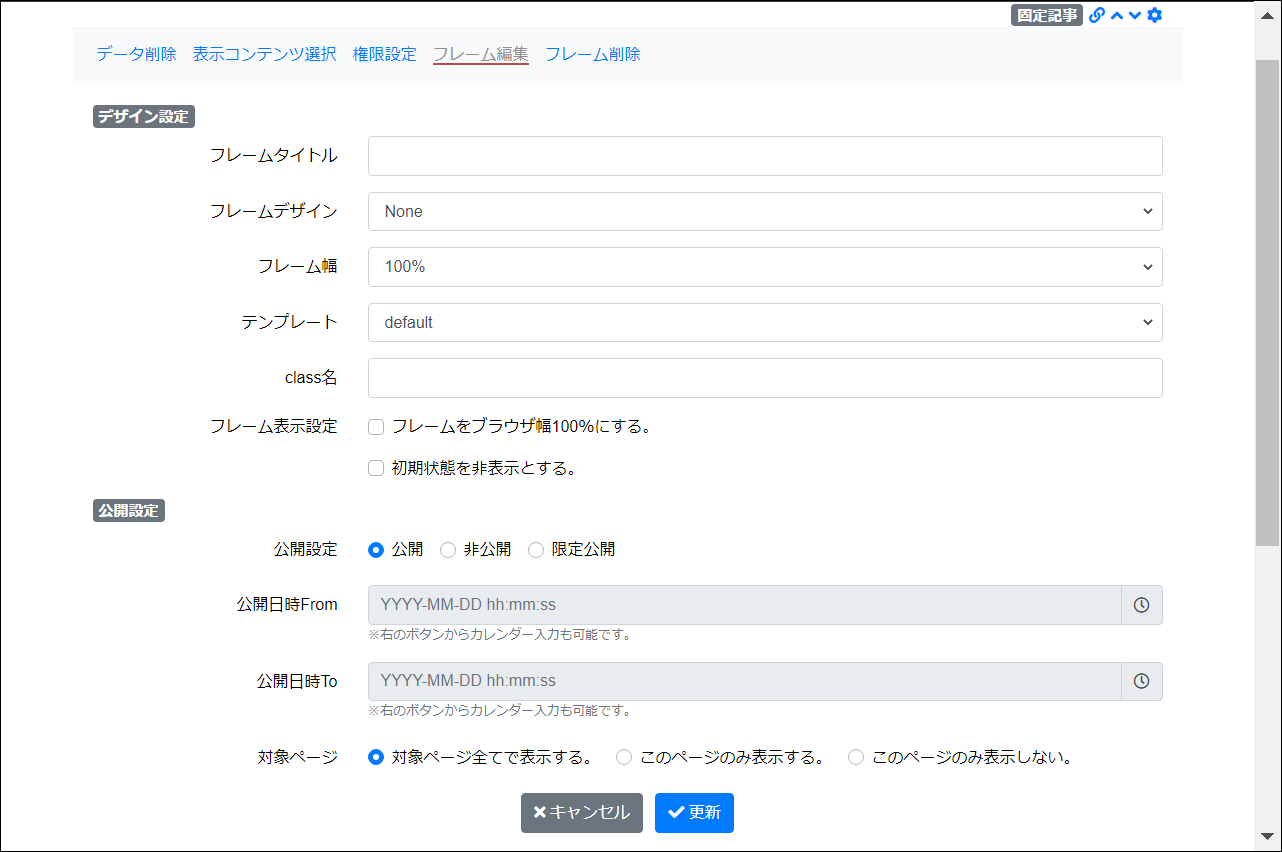 固定記事
データ削除 表示コンテンツ選択 権限設定 フレーム編集 フレーム削除
デザイン設定
フレームタイトル
フレームデザイン None
フレーム幅 100%
テンプレート default
class名
フレーム表示設定 フレームをブラウザ幅100%にする。
初期状態を非表示とする。
公開設定
公開設定 公開 非公開 限定公開
公開日時From YYYY-MM-DD hh:mm:ss
※右のボタンからカレンダー入力も可能です。
公開日時To YYYY-MM-DD hh:mm:ss
※右のボタンからカレンダー入力も可能です。
対象ページ 対象ページ全てで表示する。 このページのみ表示する。 このページのみ表示しない。
キャンセル 更新